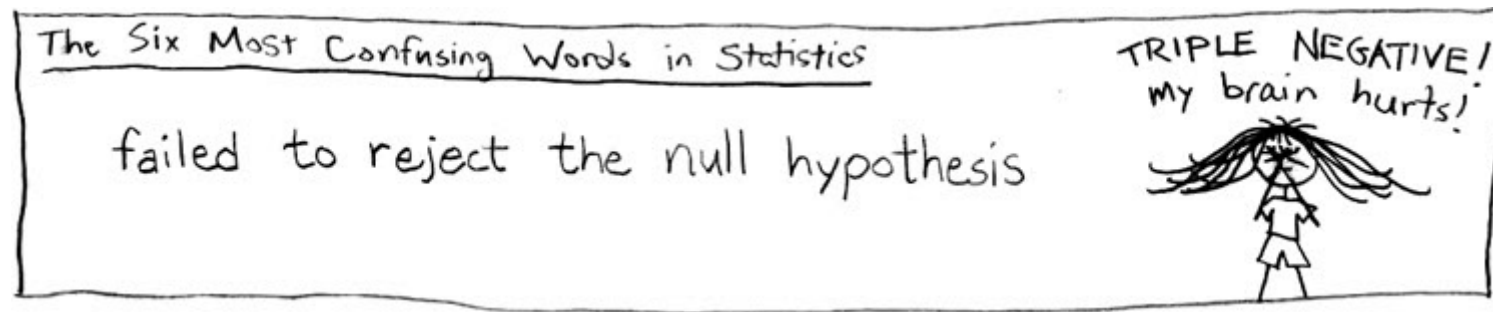 The Six Most Confusing Words in Statistics
failed to reject the null hypothesis
TRIPLE NEGATIVE!
my brain hurts!